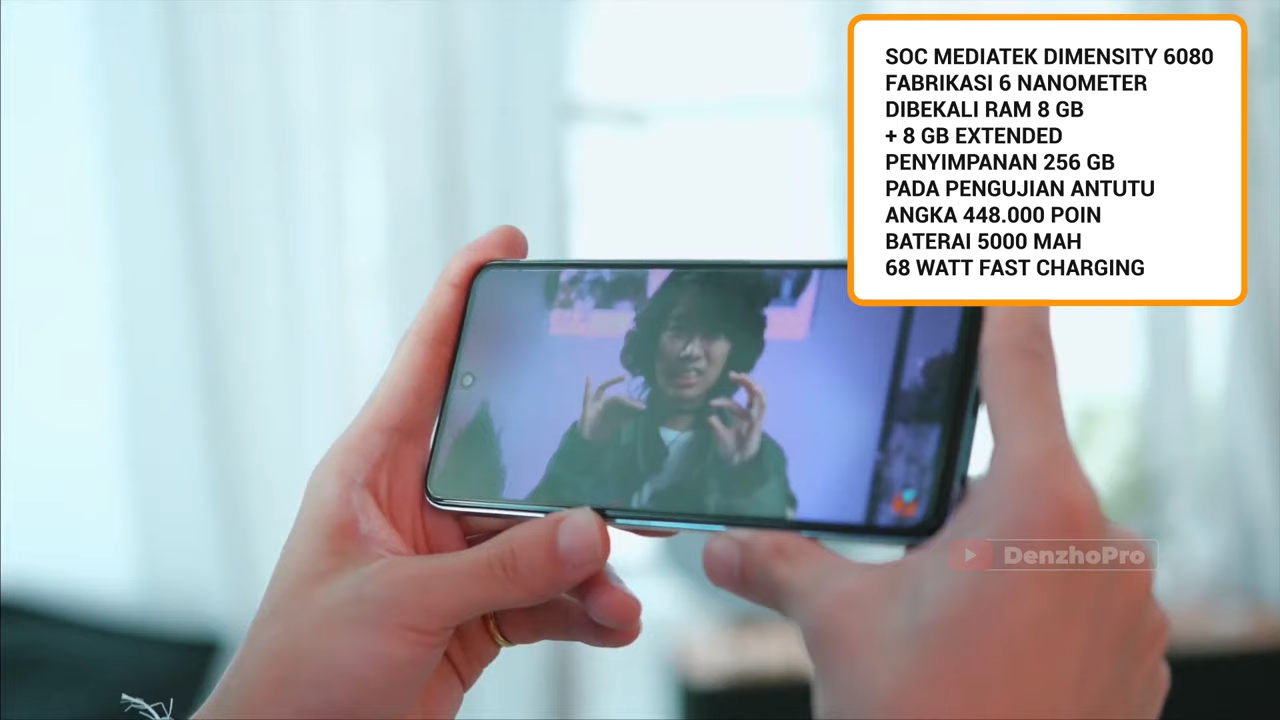 SOC MEDIATEK DIMENSITY 6080
FABRIKASI 6 NANOMETER
DIBEKALI RAM 8 GB
+ 8 GB EXTENDED
PENYIMPANAN 256 GB
PADA PENGUJIAN ANTUTU
ANGKA 448.000 POIN
BATERAI 5000 MAH
68 WATT FAST CHARGING
DenzhoPro